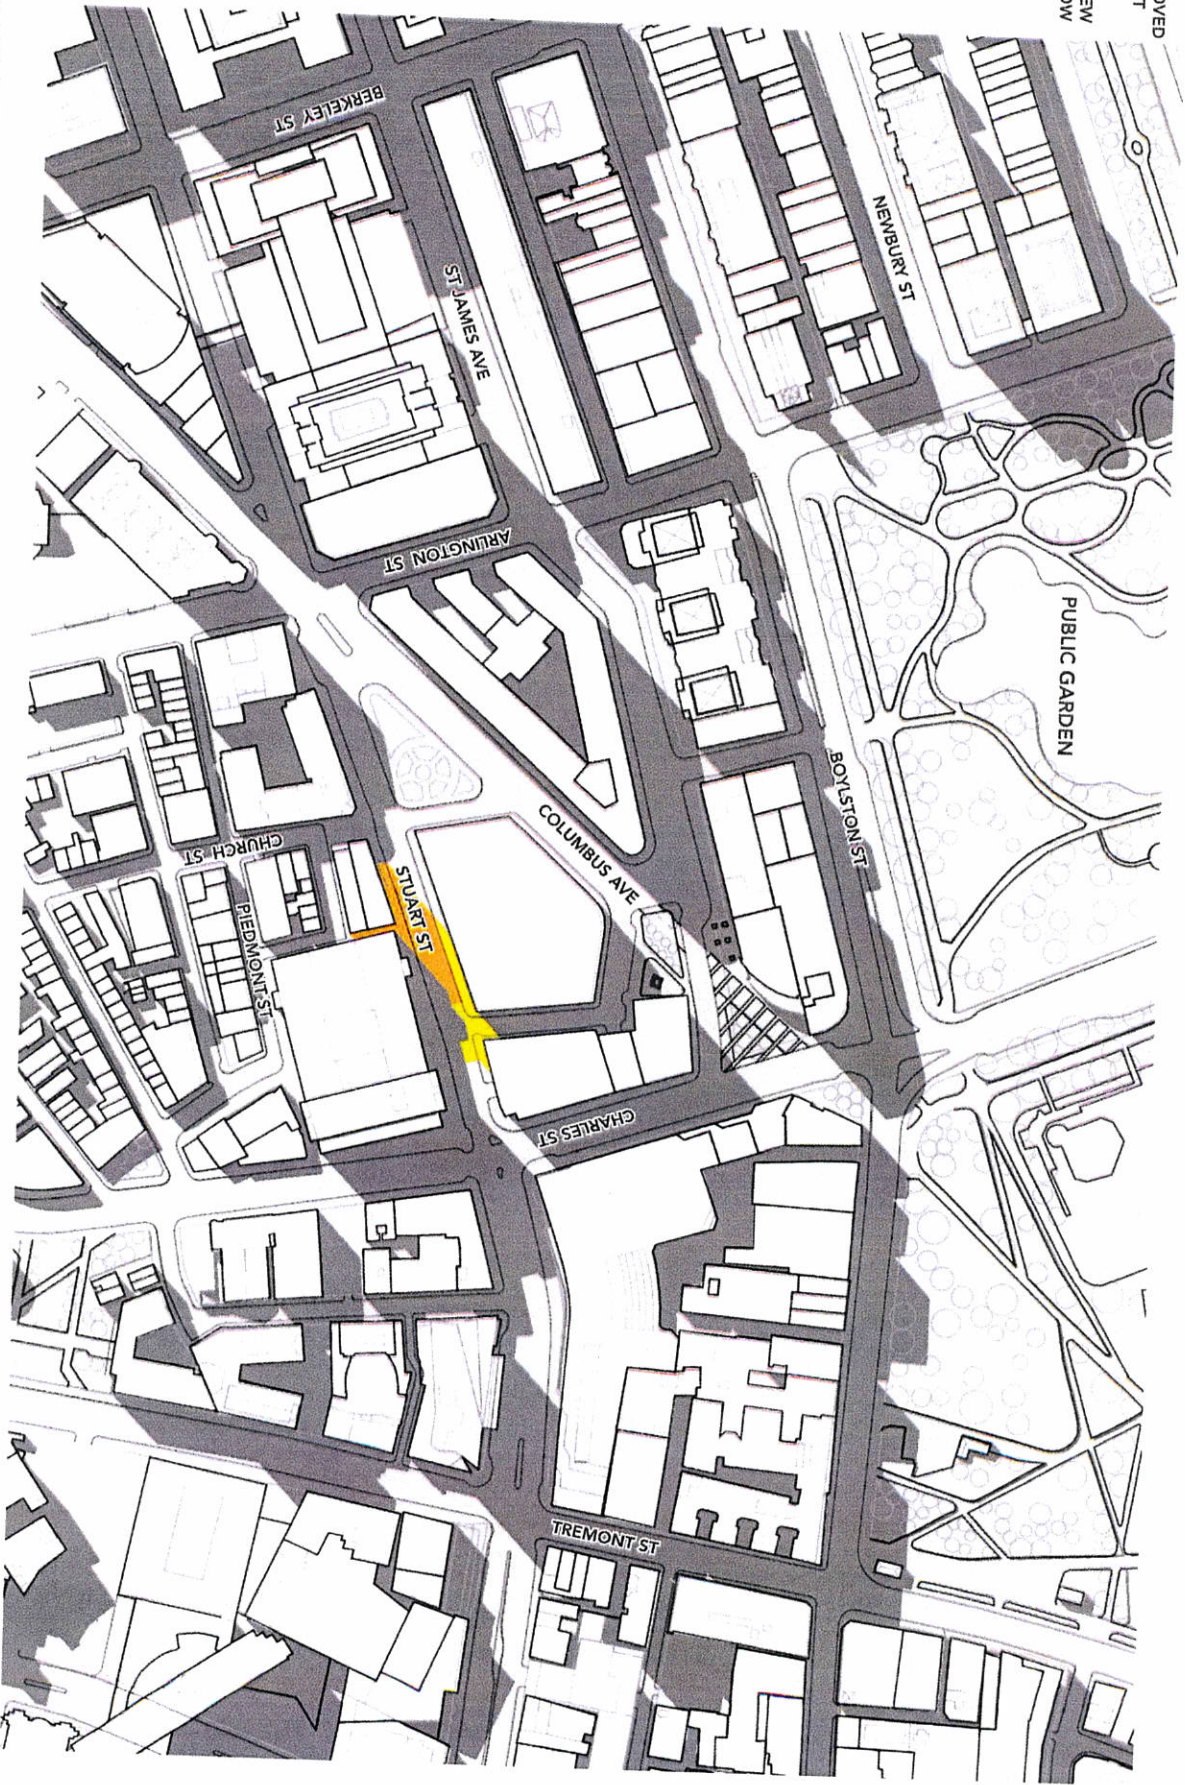 BERKELEY ST
NEWBURY ST
ST JAMES AVE
ARLINGTON ST
PUBLIC GARDEN
BOYLSTON ST
COLUMBUS AVE
CHURCH ST
STUART ST
PIEDMONT ST
CHARLES ST
TREMONT ST